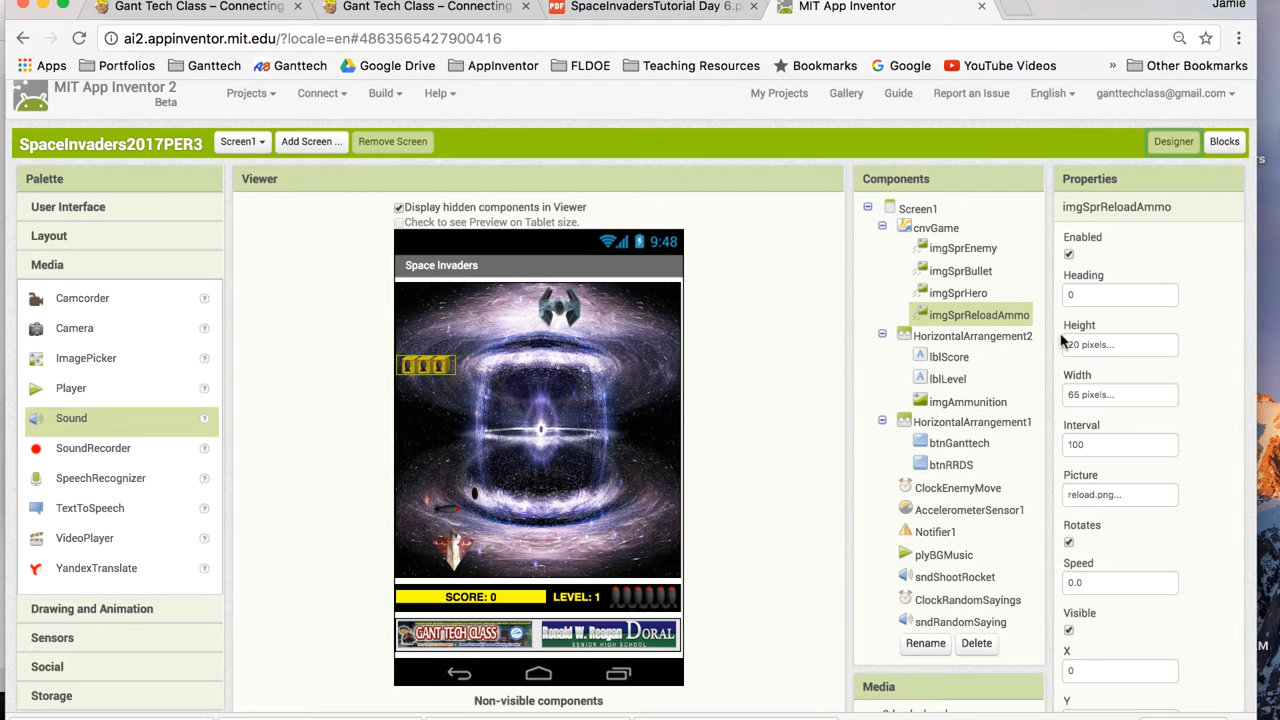 Gant Tech Class – Connecting
Gant Tech Class – Connecting
SpaceInvadersTutorial Day 6.p
MIT App Inventor
Jamie
ai2.appinventor.mit.edu/?locale=en#4863565427900416
Apps
Portfolios
Ganttech
Ganttech
Google Drive
AppInventor
FLDOE
Teaching Resources
Bookmarks
Google
YouTube Videos
»
Other Bookmarks
MIT App Inventor 2
Beta
Projects
Connect
Build
Help
My Projects
Gallery
Guide
Report an Issue
English
ganttechclass@gmail.com
SpaceInvaders2017PER3
Screen1
Add Screen ...
Remove Screen
Designer
Blocks
Palette
User Interface
Layout
Media
Camcorder
Camera
ImagePicker
Player
Sound
SoundRecorder
SpeechRecognizer
TextToSpeech
VideoPlayer
YandexTranslate
Drawing and Animation
Sensors
Social
Storage
Viewer
Display hidden components in Viewer
Check to see Preview on Tablet size.
9:48
Space Invaders
SCORE: 0
LEVEL: 1
GANT TECH CLASS
Ronald W. Reagan DORAL
SENIOR HIGH SCHOOL
Non-visible components
Components
Screen1
cnvGame
imgSprEnemy
imgSprBullet
imgSprHero
imgSprReloadAmmo
HorizontalArrangement2
lblScore
lblLevel
imgAmmunition
HorizontalArrangement1
btnGanttech
btnRRDS
ClockEnemyMove
AccelerometerSensor1
Notifier1
plyBGMusic
sndShootRocket
ClockRandomSayings
sndRandomSaying
Rename
Delete
Media
Properties
imgSprReloadAmmo
Enabled
Heading
0
Height
20 pixels...
Width
65 pixels...
Interval
100
Picture
reload.png...
Rotates
Speed
0.0
Visible
X
0
Y